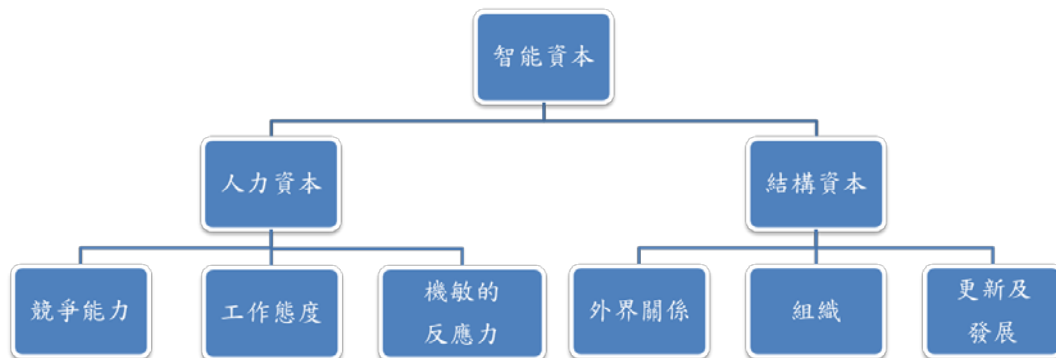 智能資本
人力資本
結構資本
競爭能力
工作態度
機敏的
反應力
外界關係
組織
更新及
發展